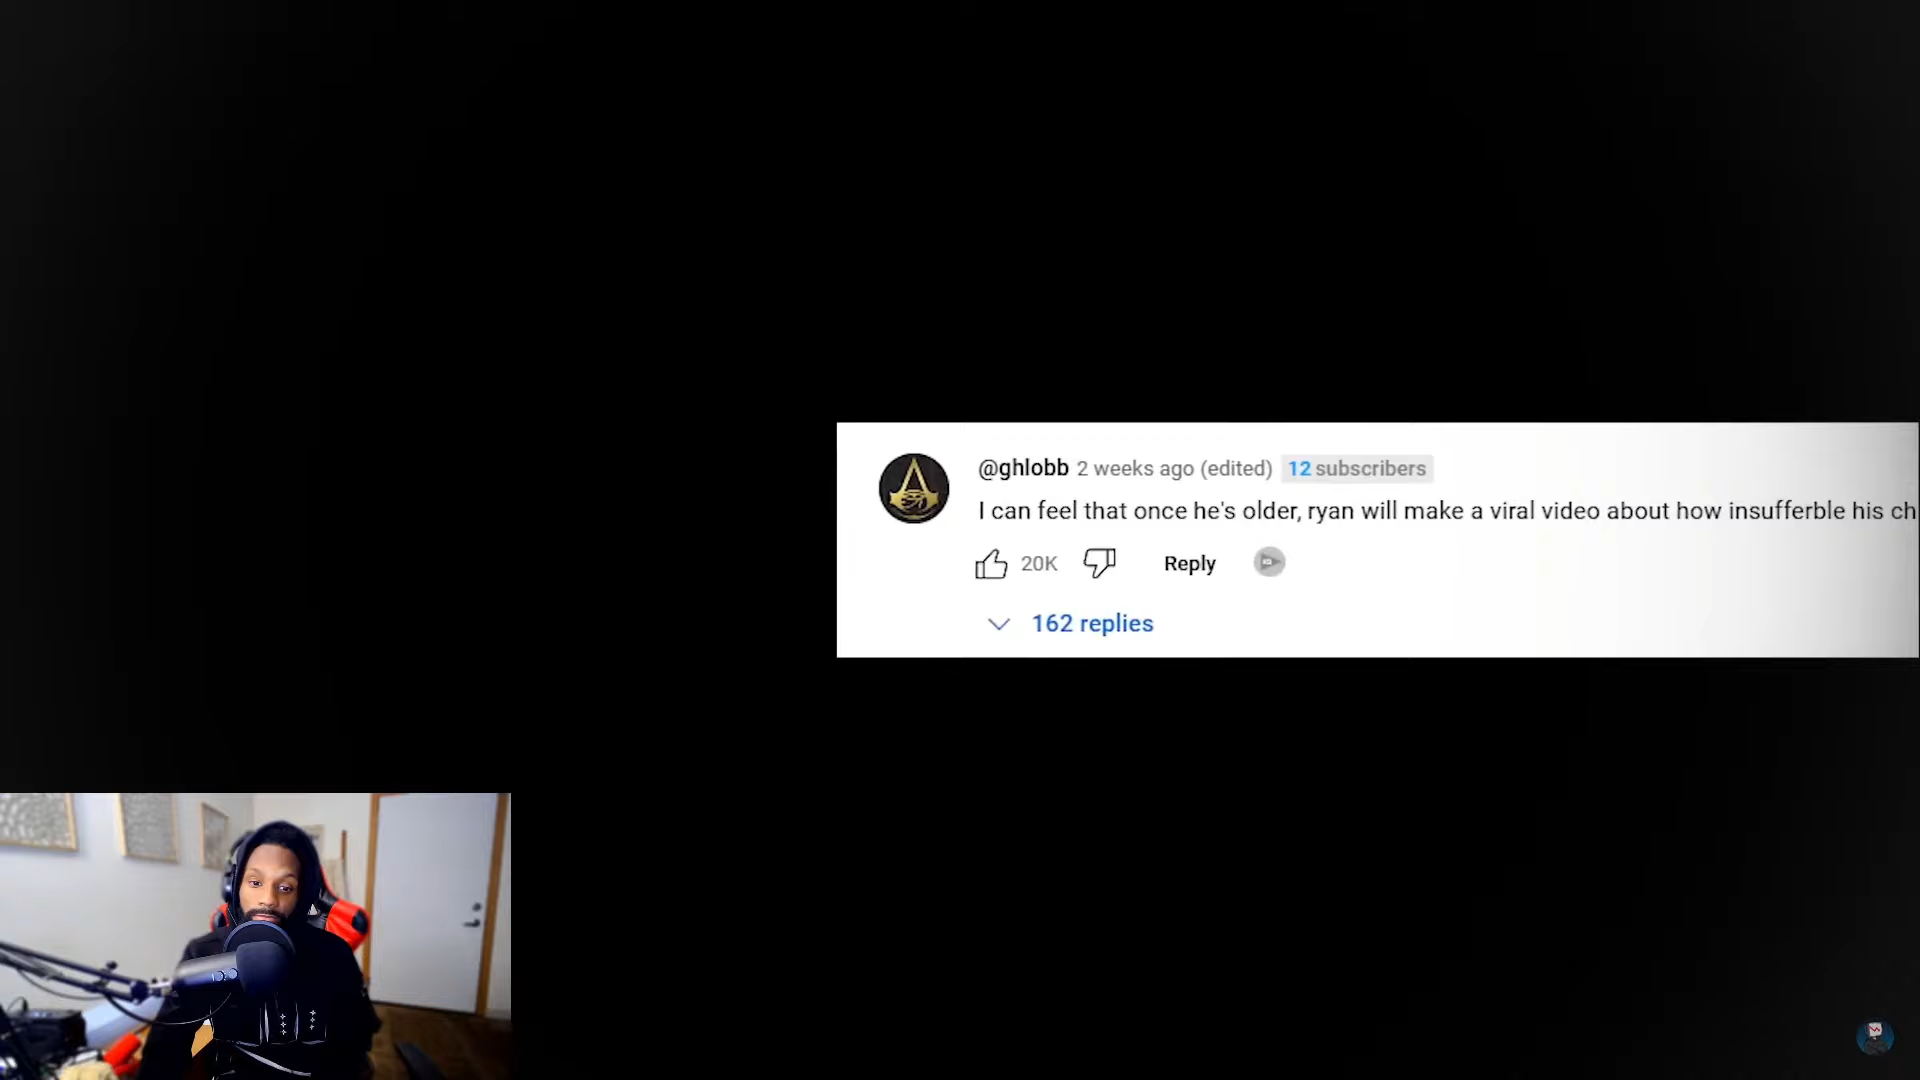 @ghlobb 2 weeks ago (edited) 12 subscribers
I can feel that once he's older, ryan will make a viral video about how insufferble his ch
20K Reply
162 replies